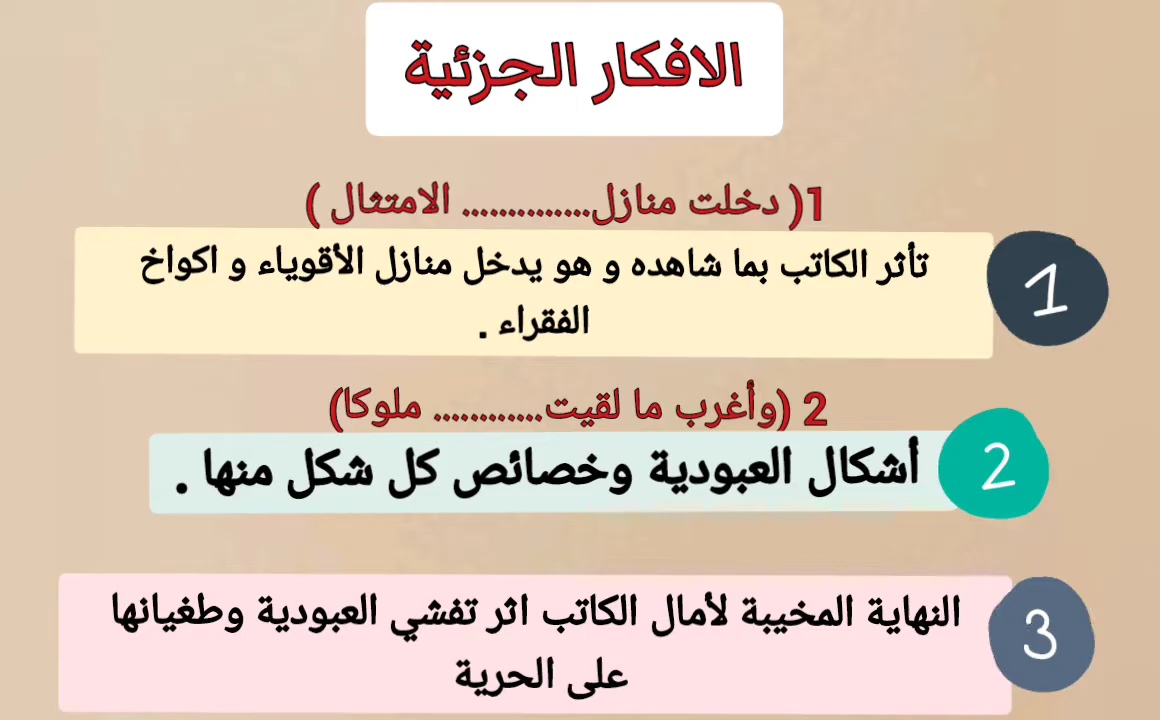 الافكار الجزئية
1( دخلت منازل.............. الامتثال )
تأثر الكاتب بما شاهده و هو يدخل منازل الأقوياء و اكواخ
الفقراء .
1
2 (وأغرب ما لقيت............ ملوكا)
أشكال العبودية وخصائص كل شكل منها .
2
النهاية المخيبة لأمال الكاتب اثر تفشي العبودية وطغيانها
على الحرية
3